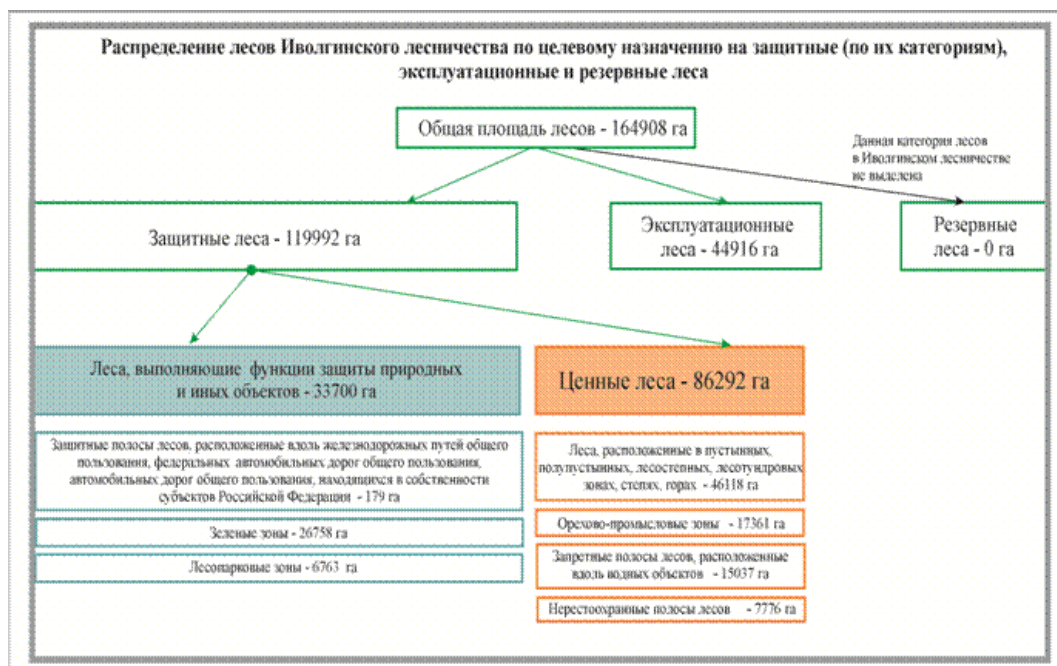 Распределение лесов Иволгинского лесничества по целевому назначению на защитные (по их категориям),
эксплуатационные и резервные леса
Общая площадь лесов - 164908 га
Данная категория лесов
в Иволгинском лесничестве
не выделена
Защитные леса - 119992 га
Эксплуатационные
леса - 44916 га
Резервные
леса - 0 га
Леса, выполняющие функции защиты природных
и иных объектов - 33700 га
Ценные леса - 86292 га
Защитные полосы лесов, расположенные вдоль железнодорожных путей общего
пользования, федеральных автомобильных дорог общего пользования,
автомобильных дорог общего пользования, находящихся в собственности
субъектов Российской Федерации - 179 га
Зеленые зоны - 26758 га
Лесопарковые зоны - 6763 га
Леса, расположенные в пустынных,
полупустынных, лесостепных, лесотундровых
зонах, степях, горах - 46118 га
Орехово-промысловые зоны - 17361 га
Запретные полосы лесов, расположенные
вдоль водных объектов - 15037 га
Нерестоохранные полосы лесов - 7776 га